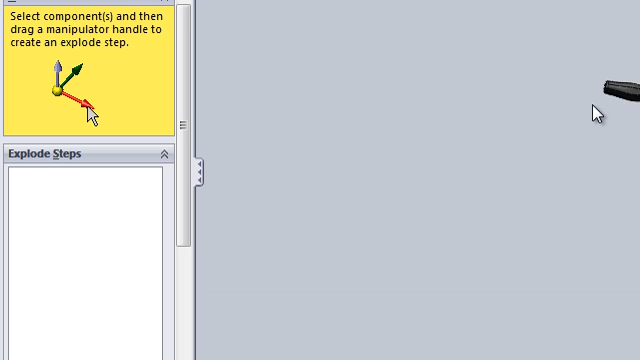 Select component(s) and then
drag a manipulator handle to
create an explode step.
Explode Steps